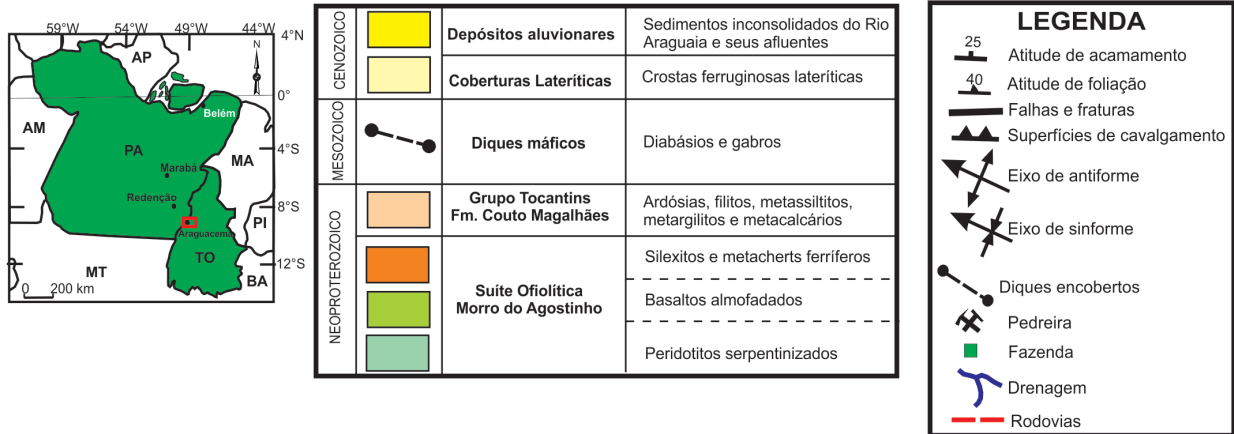 59°W 54°W 49°W 44°W
4°N
N
AP
0°
Belém
AM
PA
MA
4°S
Marabá
Redenção
8°S
PI
Araguacema
TO
MT
BA
12°S
0 200 km
CENOZOICO
Depósitos aluvionares
Sedimentos inconsolidados do Rio
Araguaia e seus afluentes
Coberturas Lateríticas
Crostas ferruginosas lateríticas
MESOZOICO
Diques máficos
Diabásios e gabros
NEOPROTEROZOICO
Grupo Tocantins
Fm. Couto Magalhães
Ardósias, filitos, metassiltitos,
metargilitos e metacalcários
Suíte Ofiolítica
Morro do Agostinho
Silexitos e metacherts ferríferos
Basaltos almofadados
Peridotitos serpentinizados
LEGENDA
25
Atitude de acamamento
40
Atitude de foliação
Falhas e fraturas
Superfícies de cavalgamento
Eixo de antiforme
Eixo de sinforme
Diques encobertos
Pedreira
Fazenda
Drenagem
Rodovias